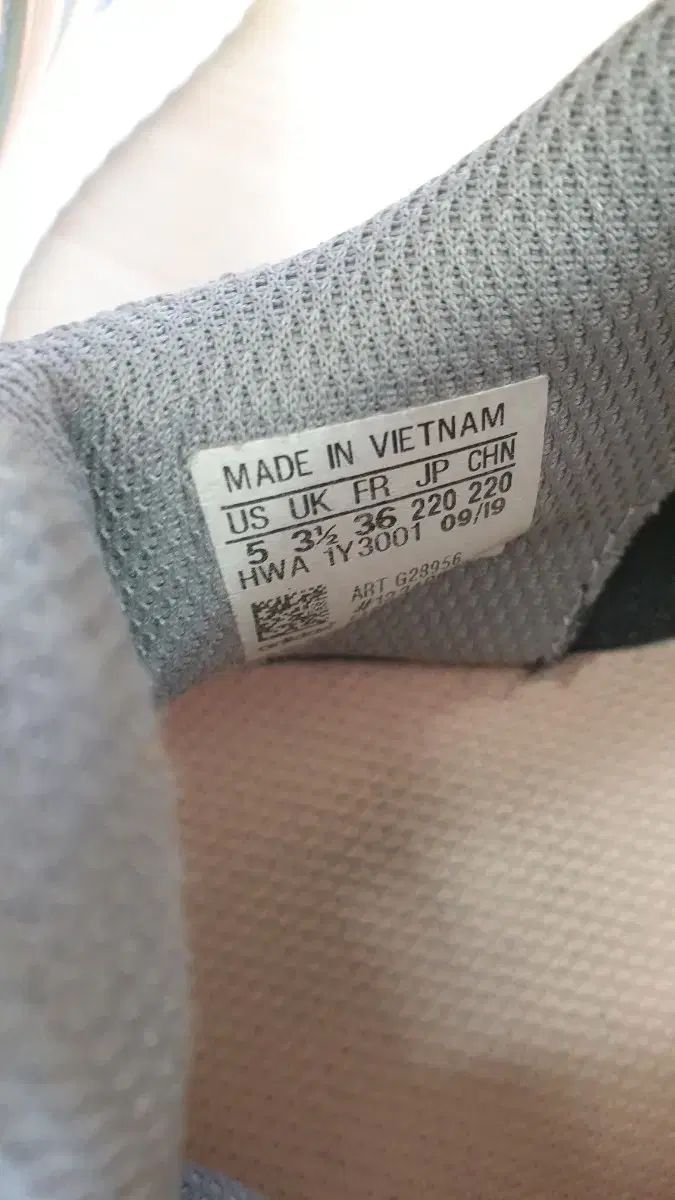 MADE IN VIETNAM
US UK FR JP CHN
5 3½ 36 220 220
HWA 1Y3001 09/19
ART G28956